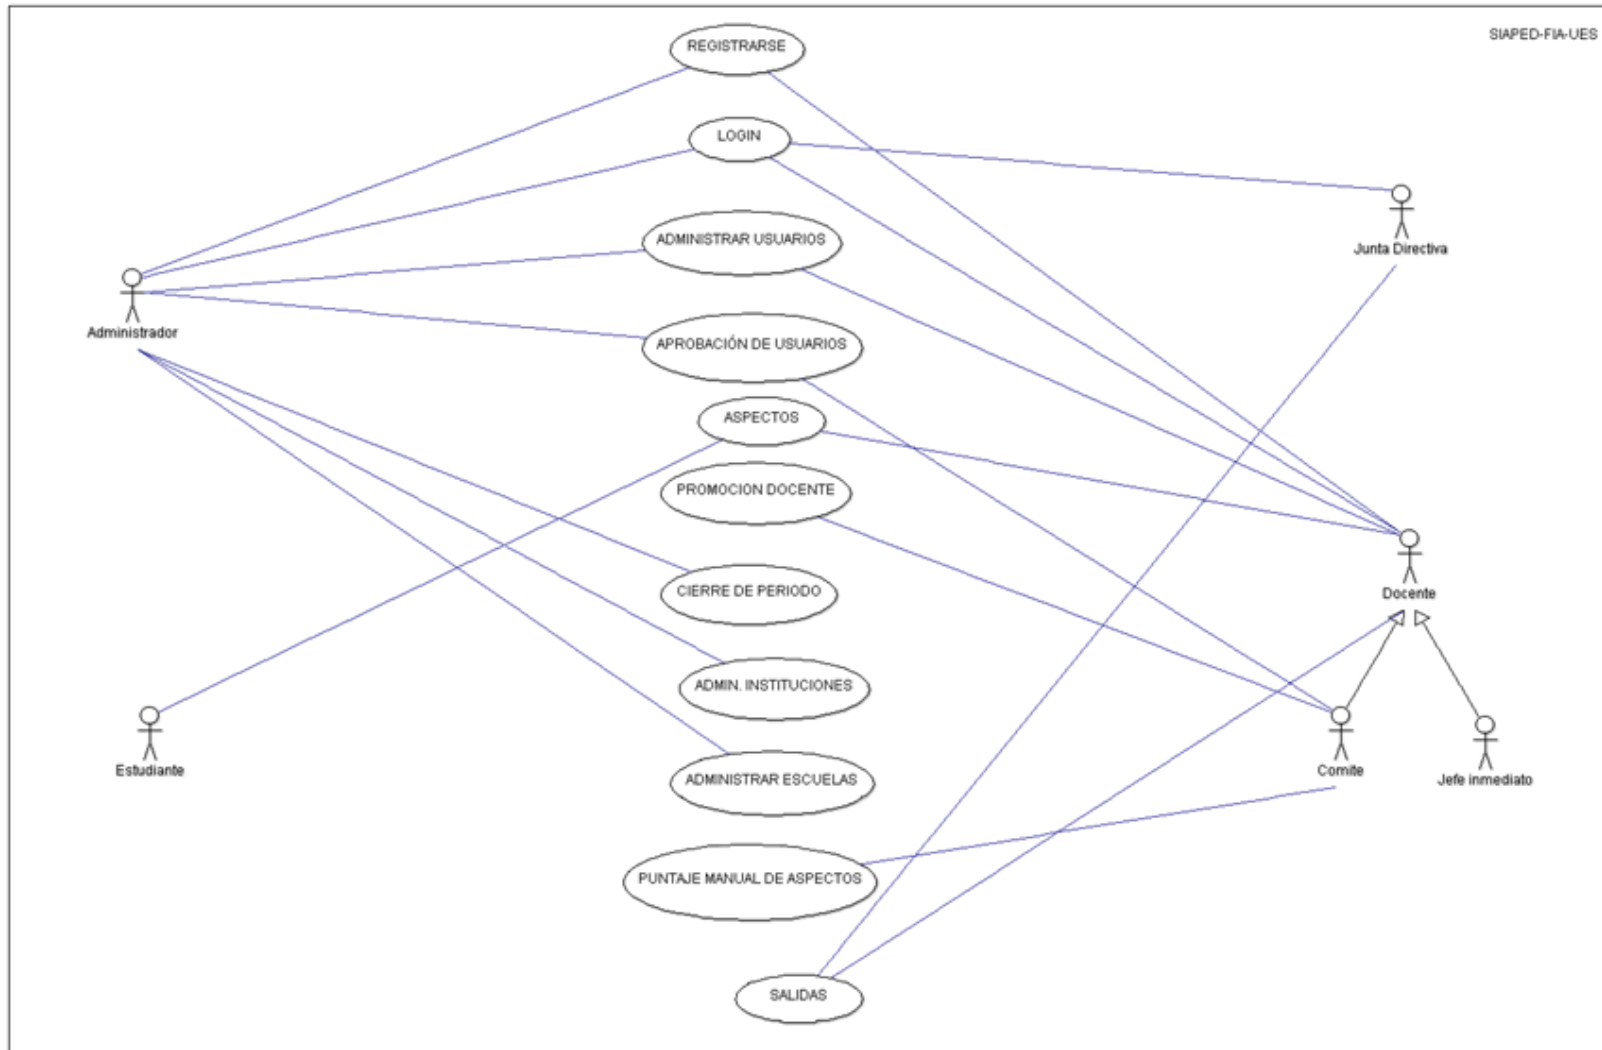 SIAPED-FIA-UES
REGISTRARSE
LOGIN
Junta Directiva
ADMINISTRAR USUARIOS
Administrador
APROBACIÓN DE USUARIOS
ASPECTOS
PROMOCION DOCENTE
CIERRE DE PERIODO
Docente
ADMIN. INSTITUCIONES
Estudiante
ADMINISTRAR ESCUELAS
Comite
Jefe inmediato
PUNTAJE MANUAL DE ASPECTOS
SALIDAS